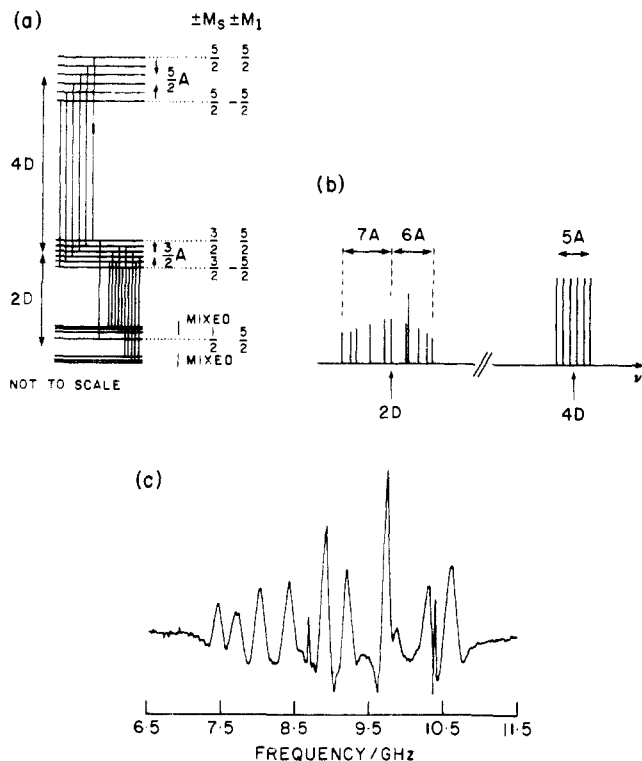 (a)
±M_S ±M_I
5/2 5/2
5/2 A
5/2 -5/2
4D
3/2 5/2
3/2 A
3/2 -5/2
2D
MIXED
1/2 5/2
MIXED
NOT TO SCALE
(b)
7A 6A 5A
ν
2D 4D
(c)
6·5 7·5 8·5 9·5 10·5 11·5
FREQUENCY/GHz